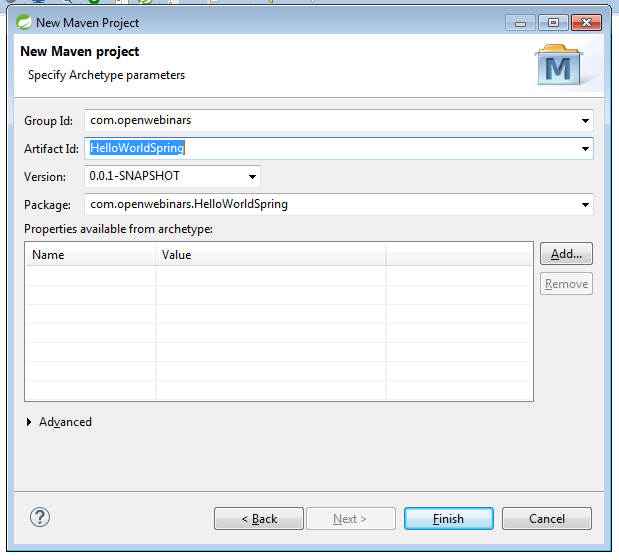 New Maven Project
New Maven project
Specify Archetype parameters
M
Group Id: com.openwebinars
Artifact Id: HelloWorldSpring
Version: 0.0.1-SNAPSHOT
Package: com.openwebinars.HelloWorldSpring
Properties available from archetype:
Name Value
Add...
Remove
Advanced
? < Back Next > Finish Cancel